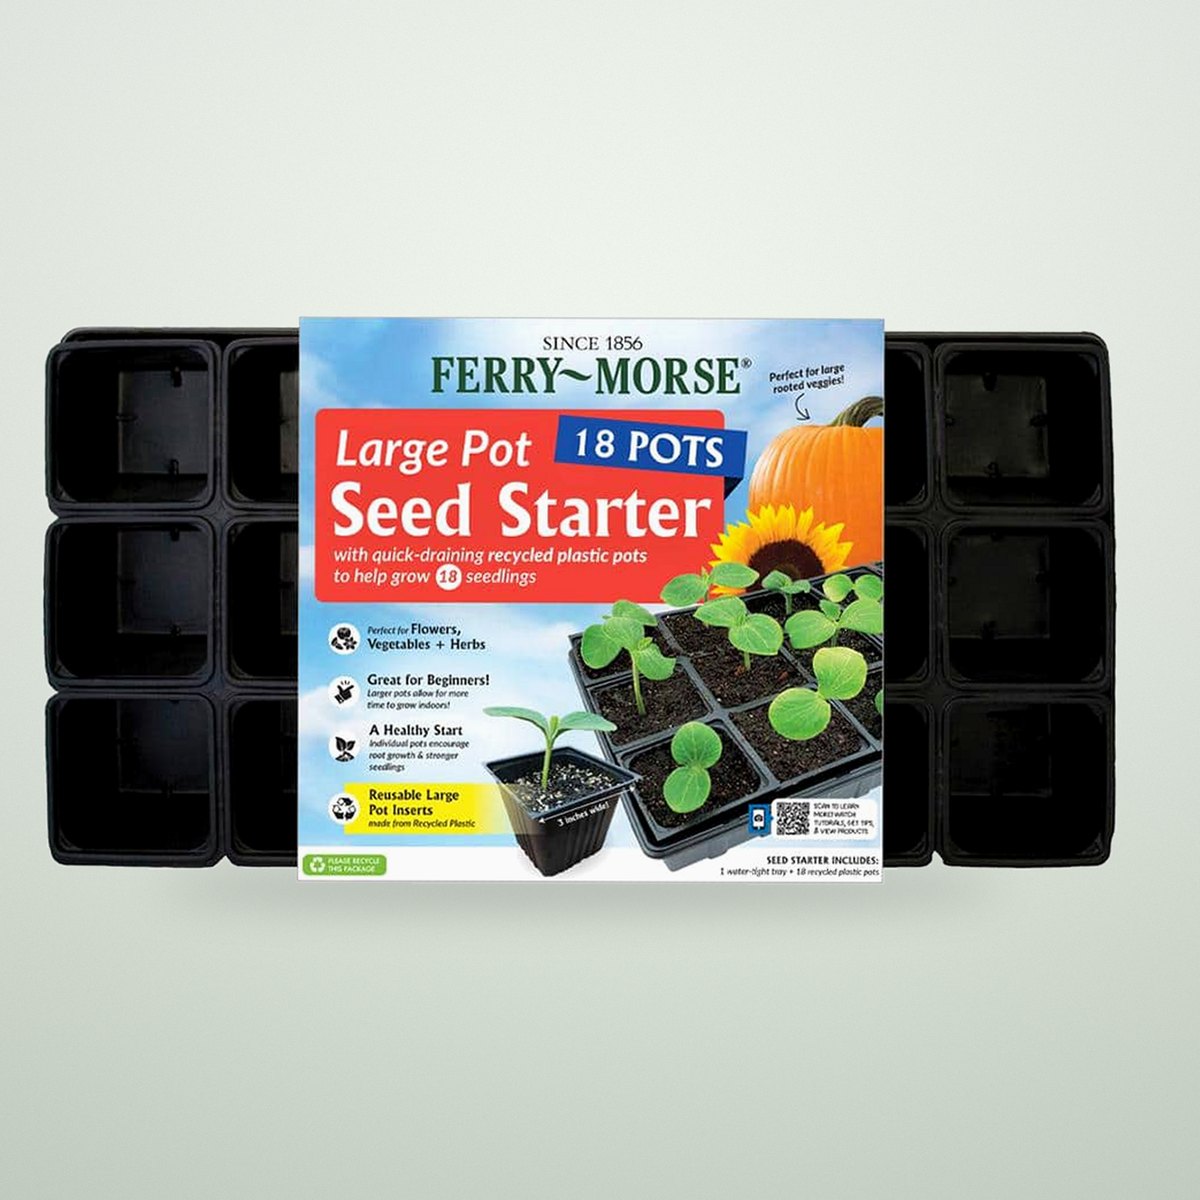 SINCE 1856
FERRY~MORSE®
Perfect for large
rooted veggies!
Large Pot
18 POTS
Seed Starter
with quick-draining recycled plastic pots
to help grow 18 seedlings
Perfect for Flowers,
Vegetables + Herbs
Great for Beginners!
Larger pots allow for more
time to grow indoors!
A Healthy Start
Individual pots encourage
root growth & stronger
seedlings
Reusable Large
Pot Inserts
made from Recycled Plastic
3 inches wide!
SCAN TO LEARN
MORE! WATCH
TUTORIALS, GET TIPS,
& VIEW PRODUCTS
PLEASE RECYCLE
THIS PACKAGE
SEED STARTER INCLUDES:
1 water-tight tray + 18 recycled plastic pots